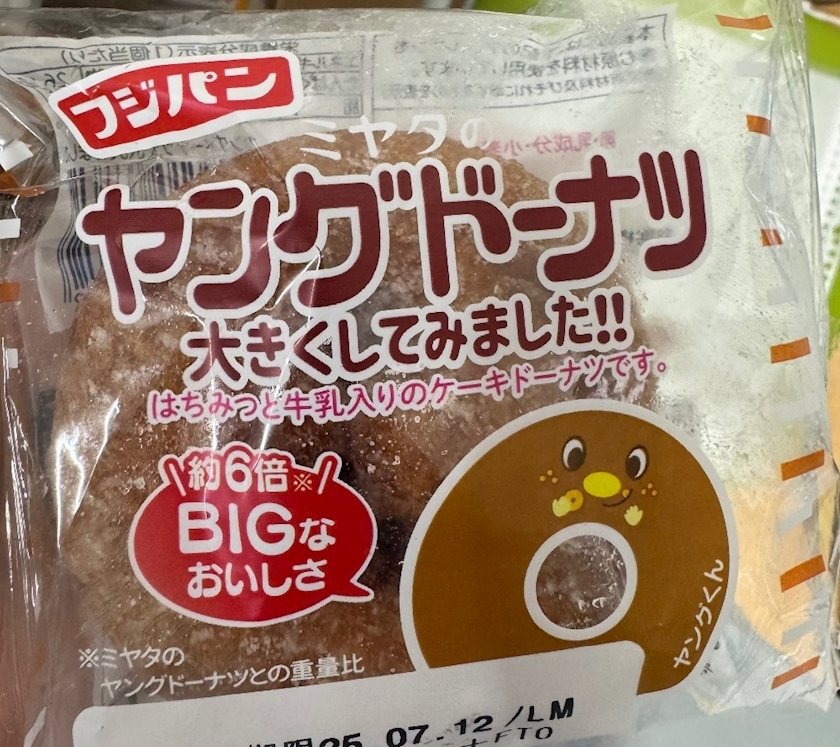 フジパン
ミヤタの
ヤングドーナツ
大きくしてみました!!
はちみつと牛乳入りのケーキドーナツです。
\約6倍※/
BIGな
おいしさ
ヤングくん
※ミヤタの
ヤングドーナツとの重量比
期限25.07.12/LM